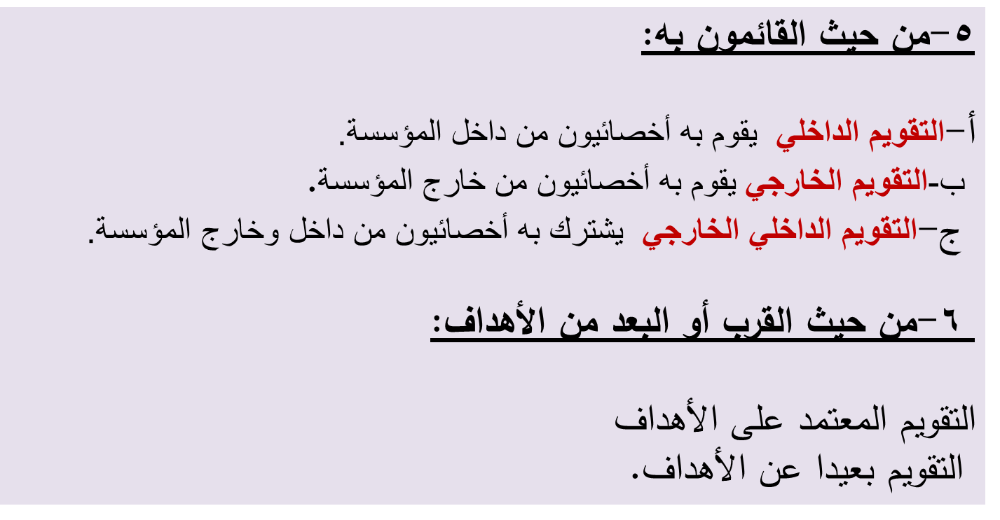 ٥-من حيث القائمون به:
أ-التقويم الداخلي يقوم به أخصائيون من داخل المؤسسة.
ب-التقويم الخارجي يقوم به أخصائيون من خارج المؤسسة.
ج-التقويم الداخلي الخارجي يشترك به أخصائيون من داخل وخارج المؤسسة.
٦-من حيث القرب أو البعد من الأهداف:
التقويم المعتمد على الأهداف
التقويم بعيدا عن الأهداف.